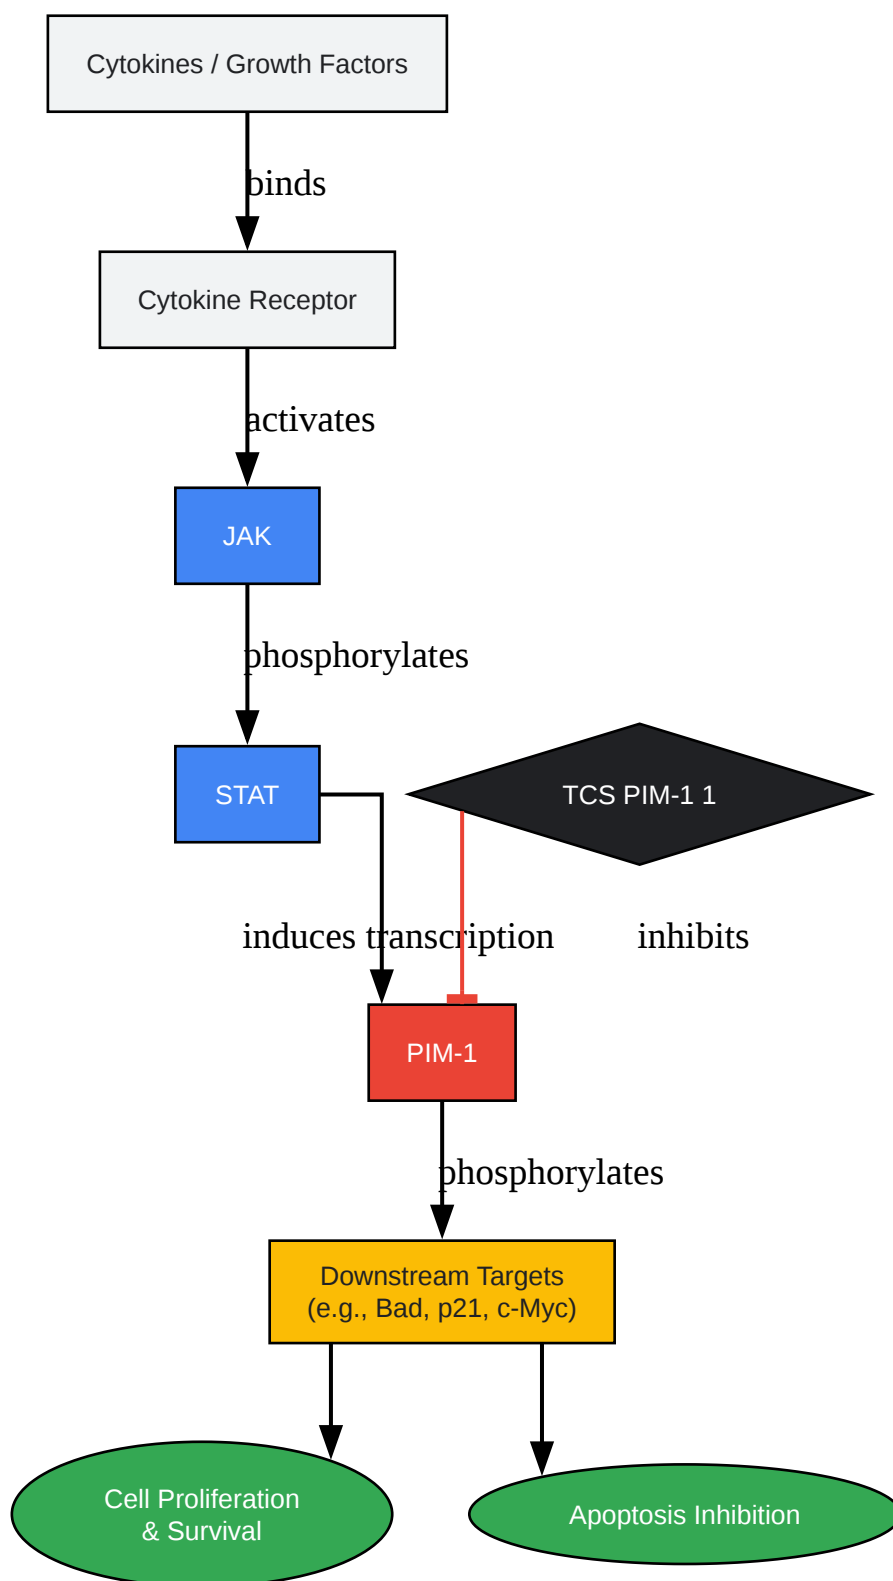 Cytokines / Growth Factors
binds
Cytokine Receptor
activates
JAK
phosphorylates
STAT
TCS PIM-1 1
induces transcription
inhibits
PIM-1
phosphorylates
Downstream Targets
(e.g., Bad, p21, c-Myc)
Cell Proliferation
& Survival
Apoptosis Inhibition